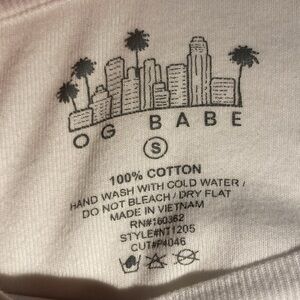 OG BABE
S
100% COTTON
HAND WASH WITH COLD WATER /
DO NOT BLEACH / DRY FLAT
MADE IN VIETNAM
RN#:160362
STYLE#NT1205
CUT#P4046